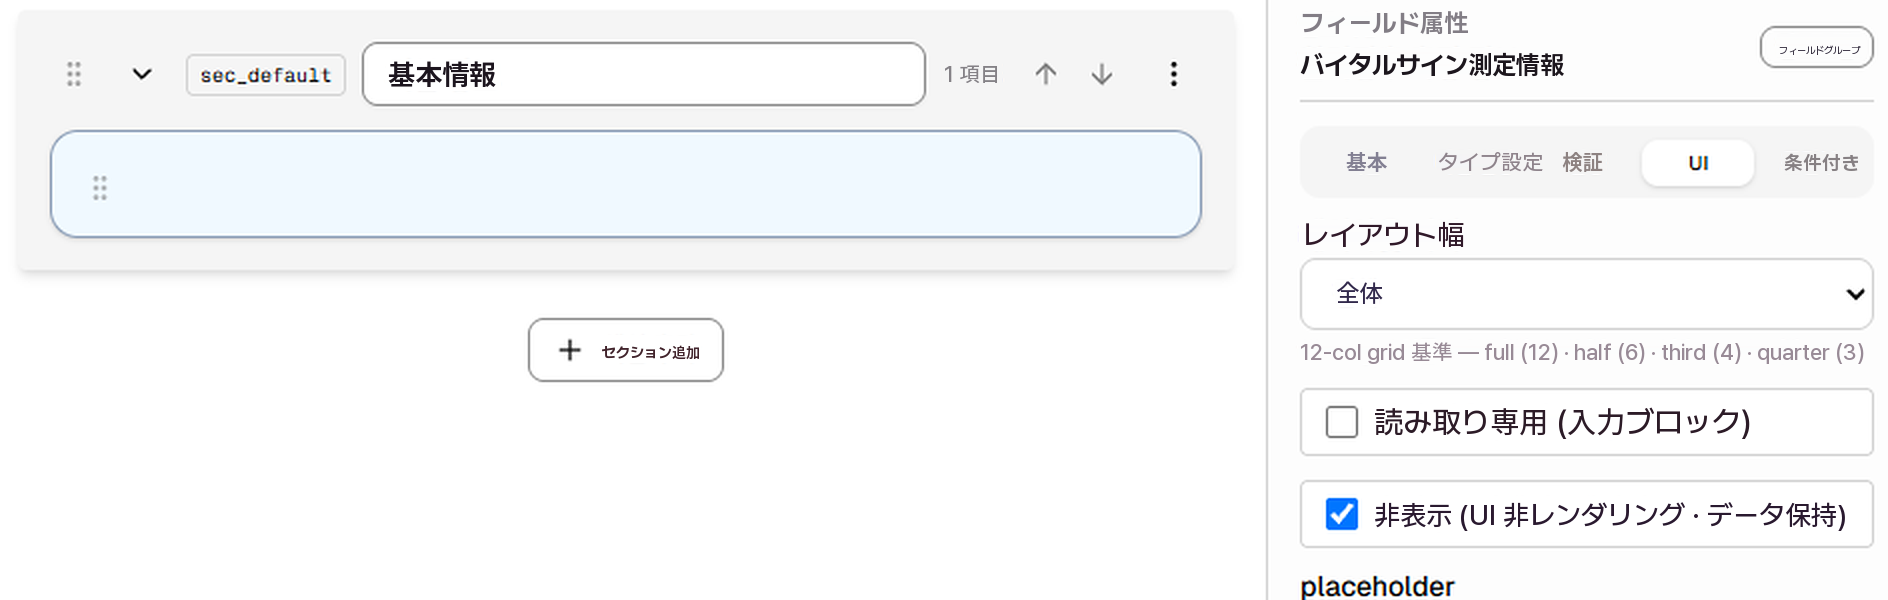 sec_default
基本情報
1 項目
セクション追加
フィールド属性
バイタルサイン測定情報
フィールドグループ
基本
タイプ設定
検証
UI
条件付き
レイアウト幅
全体
12-col grid 基準 — full (12) · half (6) · third (4) · quarter (3)
読み取り専用 (入力ブロック)
非表示 (UI 非レンダリング · データ保持)
placeholder